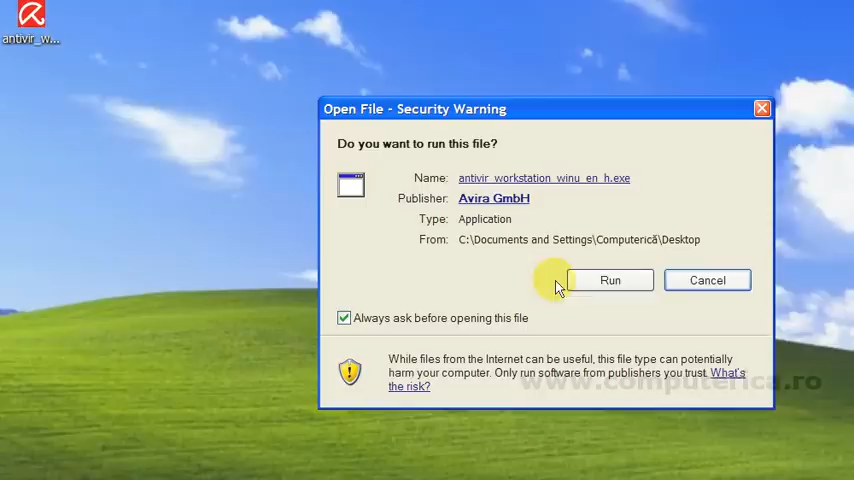 antivir_w...
Open File - Security Warning
Do you want to run this file?
Name: antivir_workstation_winu_en_h.exe
Publisher: Avira GmbH
Type: Application
From: C:\Documents and Settings\Computerică\Desktop
Run Cancel
Always ask before opening this file
While files from the Internet can be useful, this file type can potentially
harm your computer. Only run software from publishers you trust. What's
the risk?
www.computerica.ro